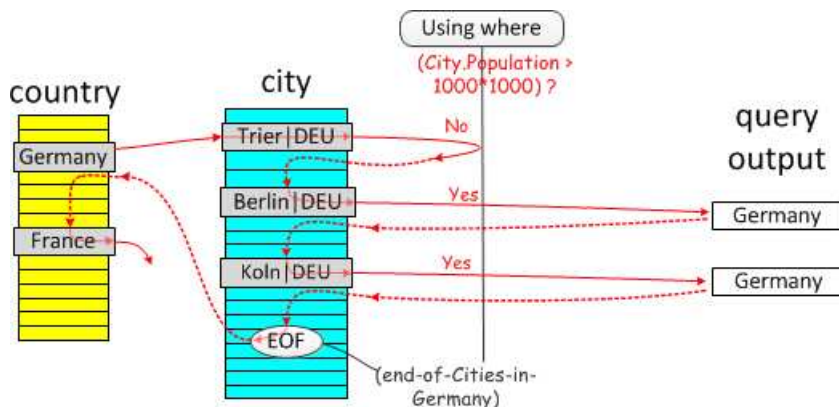 Using where
(City.Population >
1000*1000) ?
country
city
query
output
Germany
Trier|DEU
No
Berlin|DEU
Yes
Germany
France
Koln|DEU
Yes
Germany
EOF
(end-of-Cities-in-
Germany)